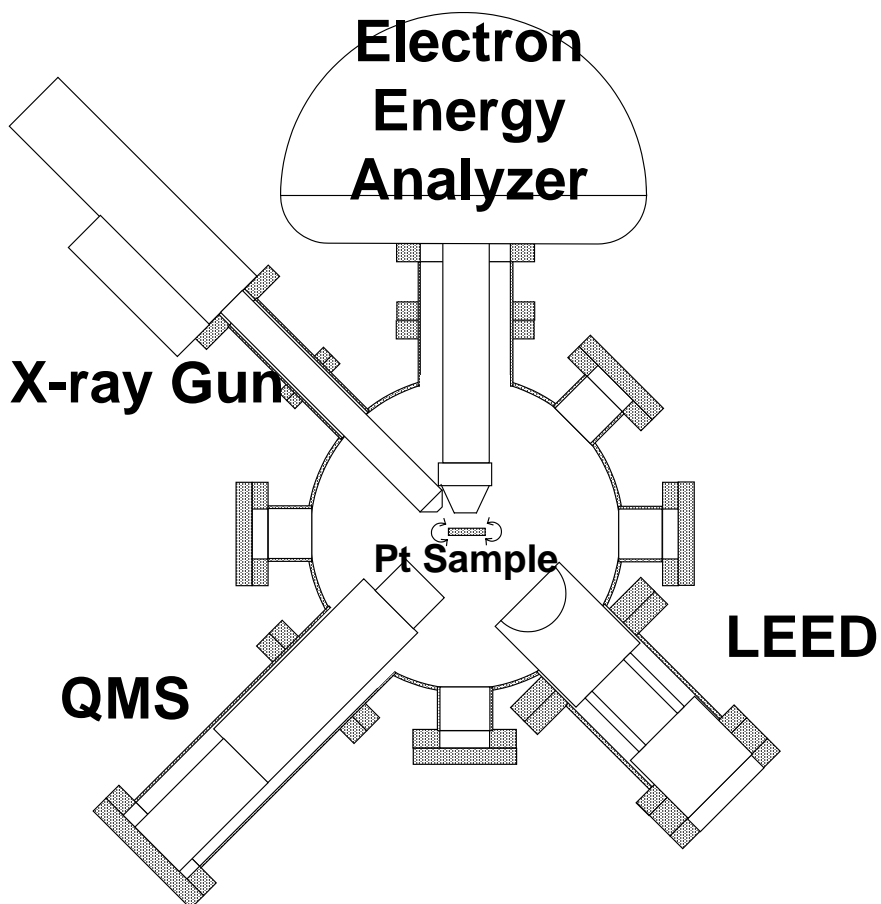 Electron
Energy
Analyzer
X-ray Gun
Pt Sample
LEED
QMS